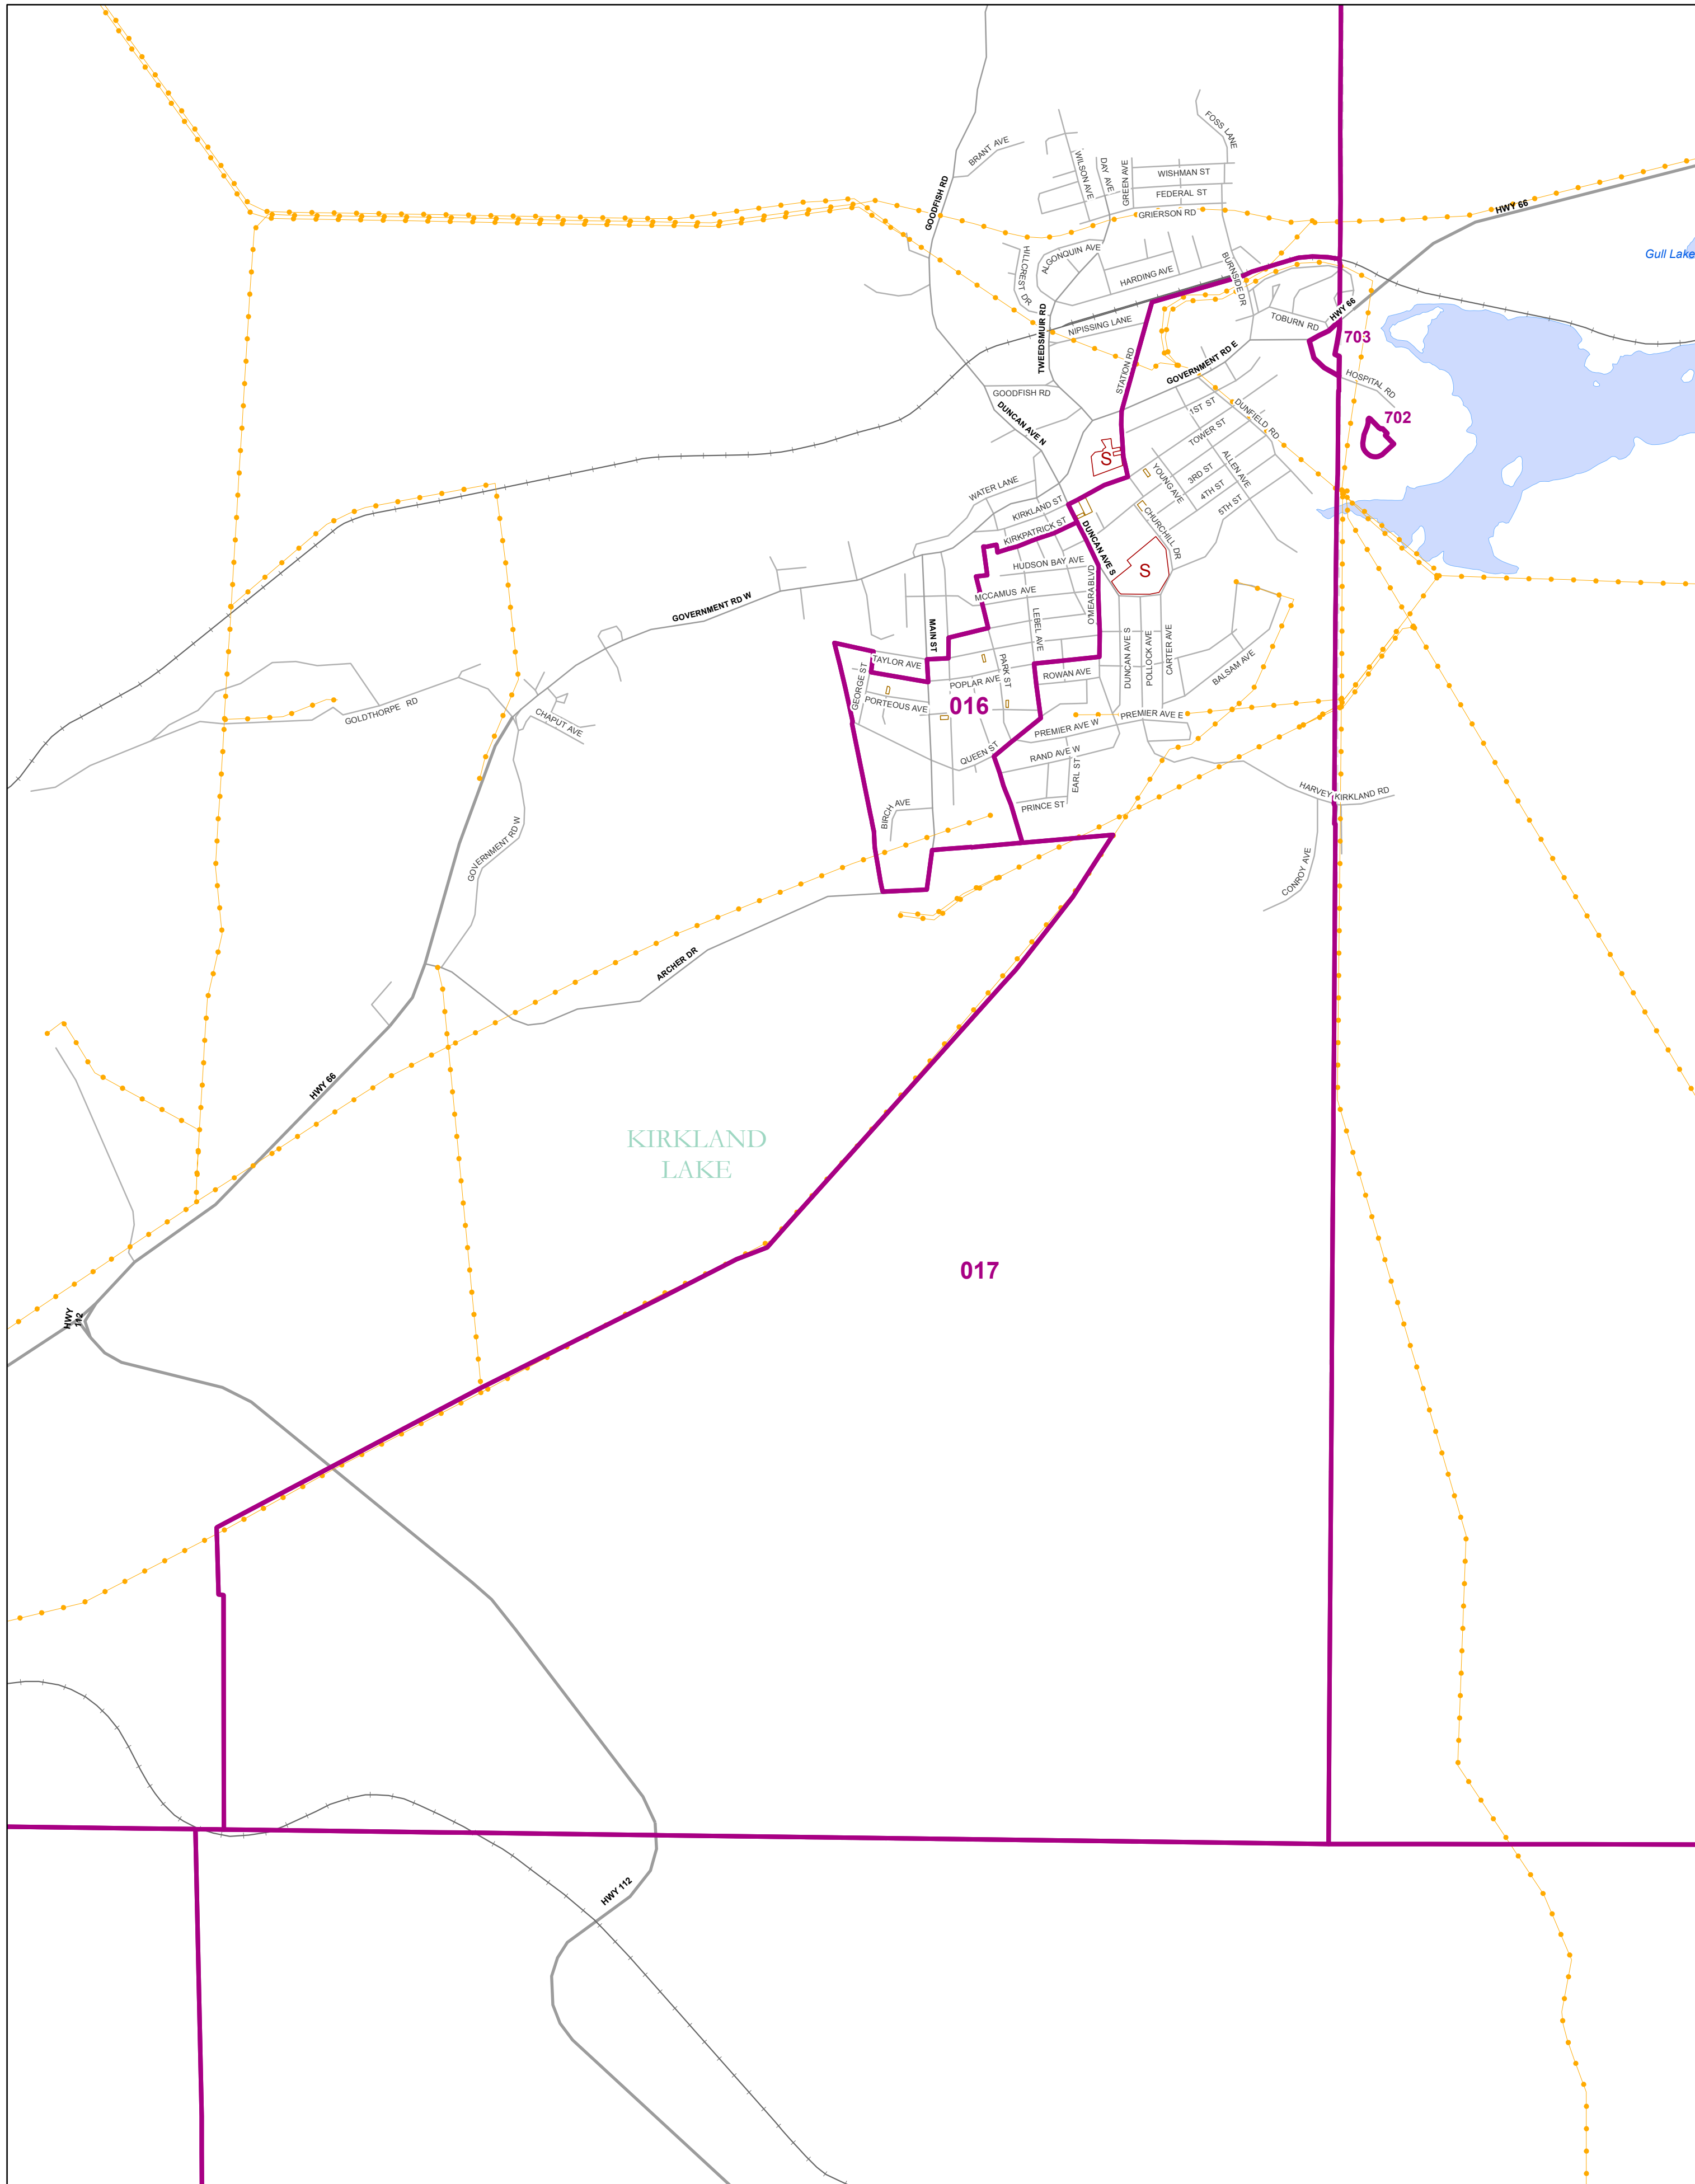 FOSS LANE
BRANT AVE
WILSON AVE
DAY AVE
GREEN AVE
WISHMAN ST
FEDERAL ST
GRIERSON RD
HWY 66
GOODFISH RD
Gull Lake
HILLCREST DR
ALGONQUIN AVE
HARDING AVE
BURNSIDE DR
HWY 66
TOBURN RD
703
NIPISSING LANE
TWEEDSMUIR RD
STATION RD
GOVERNMENT RD E
HOSPITAL RD
702
GOODFISH RD
DUNCAN AVE N
1ST ST
DUNFIELD RD
TOWER ST
S
YOUNG AVE
3RD ST
ALLEN AVE
4TH ST
5TH ST
WATER LANE
KIRKLAND ST
KIRKPATRICK ST
DUNCAN AVE S
CHURCHILL DR
HUDSON BAY AVE
S
MCCAMUS AVE
O'MEARA BLVD
GOVERNMENT RD W
MAIN ST
LEBEL AVE
DUNCAN AVE S
POLLOCK AVE
CARTER AVE
BALSAM AVE
TAYLOR AVE
GEORGE ST
PARK ST
ROWAN AVE
POPLAR AVE
PORTEOUS AVE
016
GOLDTHORPE RD
CHAPUT AVE
PREMIER AVE E
PREMIER AVE W
QUEEN ST
RAND AVE W
EARL ST
HARVEY KIRKLAND RD
BIRCH AVE
PRINCE ST
GOVERNMENT RD W
CONROY AVE
ARCHER DR
HWY 66
KIRKLAND
LAKE
017
HWY
112
HWY 112